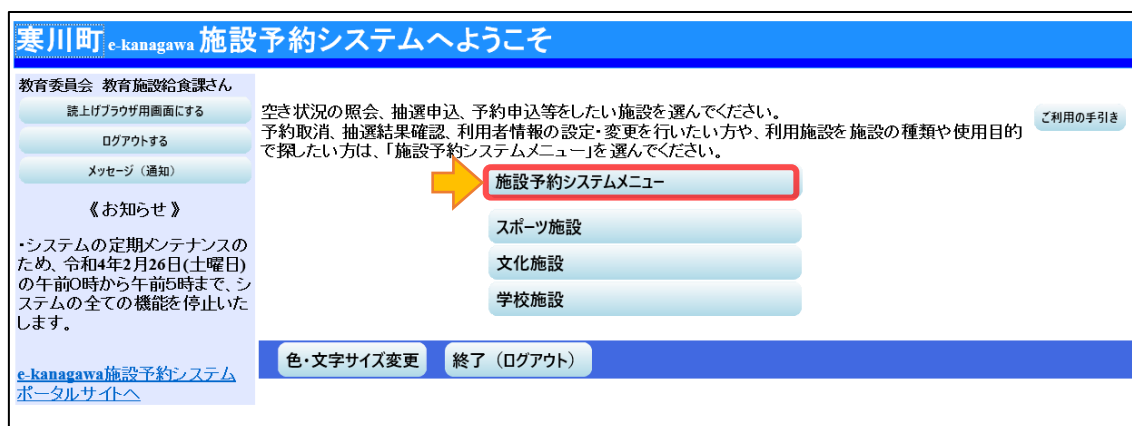 寒川町 e-kanagawa 施設予約システムへようこそ
教育委員会 教育施設給食課さん
読上げブラウザ用画面にする
ログアウトする
メッセージ（通知）
《お知らせ》
・システムの定期メンテナンスの
ため、令和4年2月26日(土曜日)
の午前0時から午前5時まで、シ
ステムの全ての機能を停止いた
します。
e-kanagawa施設予約システム
ポータルサイトへ
空き状況の照会、抽選申込、予約申込等をしたい施設を選んでください。
予約取消、抽選結果確認、利用者情報の設定・変更を行いたい方や、利用施設を施設の種類や使用目的
で探したい方は、「施設予約システムメニュー」を選んでください。
ご利用の手引き
施設予約システムメニュー
スポーツ施設
文化施設
学校施設
色・文字サイズ変更
終了（ログアウト）